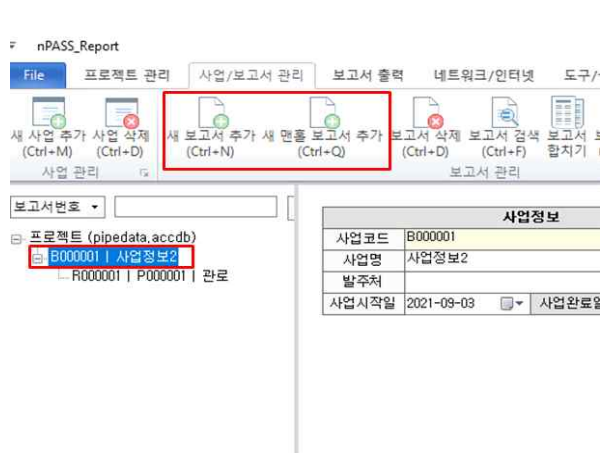 nPASS_Report
File 프로젝트 관리 사업/보고서 관리 보고서 출력 네트워크/인터넷 도구/
새 사업 추가 사업 삭제 새 보고서 추가 새 맨홀 보고서 추가 보고서 삭제 보고서 검색 보고서
(Ctrl+M) (Ctrl+D) (Ctrl+N) (Ctrl+Q) (Ctrl+D) (Ctrl+F) 합치기
사업 관리 보고서 관리
보고서번호
사업정보
프로젝트 (pipedata.accdb)
사업코드 B000001
B000001 | 사업정보2
사업명 사업정보2
R000001 | P000001 | 관로
발주처
사업시작일 2021-09-03 사업완료일